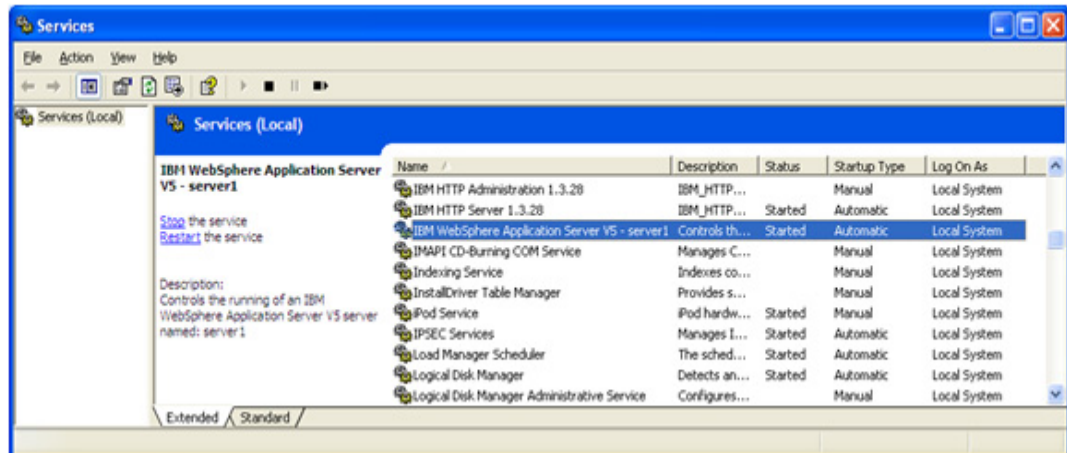 Services
File Action View Help
Services (Local)
Services (Local)
IBM WebSphere Application Server V5 - server1
Stop the service
Restart the service
Description:
Controls the running of an IBM
WebSphere Application Server V5 server
named: server1
Name Description Status Startup Type Log On As
IBM HTTP Administration 1.3.28 IBM_HTTP... Manual Local System
IBM HTTP Server 1.3.28 IBM_HTTP... Started Automatic Local System
IBM WebSphere Application Server V5 - server1 Controls th... Started Automatic Local System
IMAPI CD-Burning COM Service Manages C... Manual Local System
Indexing Service Indexes co... Manual Local System
InstallDriver Table Manager Provides s... Manual Local System
iPod Service iPod hardw... Started Manual Local System
IPSEC Services Manages I... Started Automatic Local System
Load Manager Scheduler The sched... Started Automatic Local System
Logical Disk Manager Detects an... Started Automatic Local System
Logical Disk Manager Administrative Service Configures... Manual Local System
Extended Standard